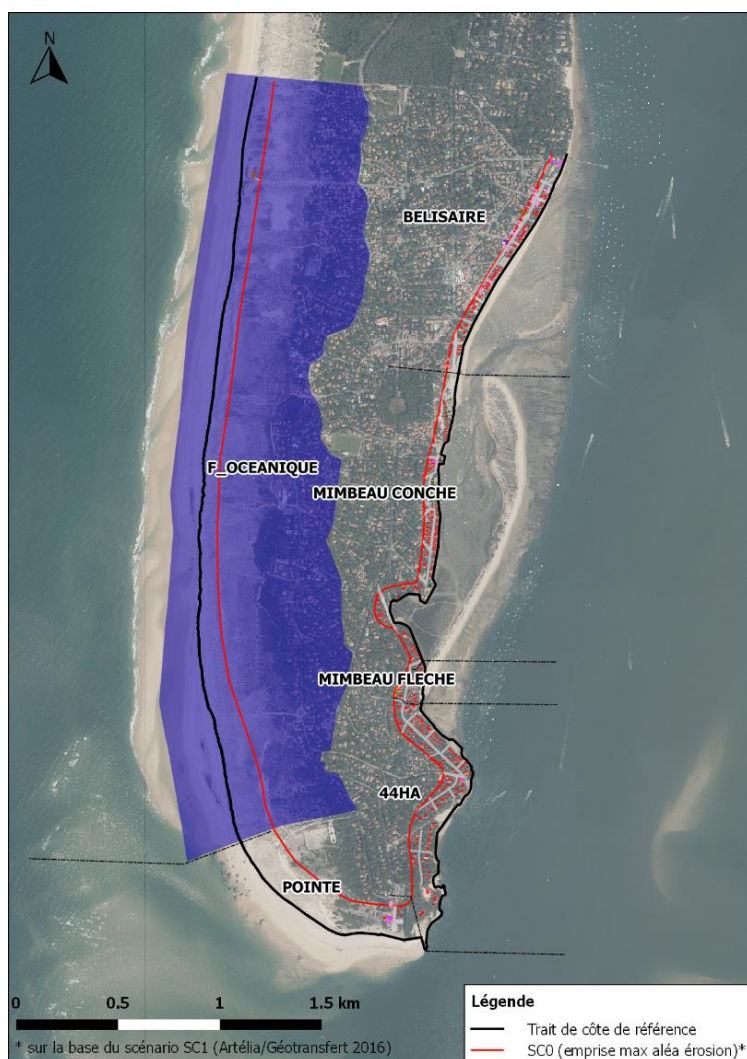 N
BELISAIRE
F_OCEANIQUE
MIMBEAU CONCHE
MIMBEAU FLECHE
44HA
POINTE
0 0.5 1 1.5 km
* sur la base du scénario SC1 (Artélia/Géotransfert 2016)
Légende
Trait de côte de référence
SC0 (emprise max aléa érosion)*